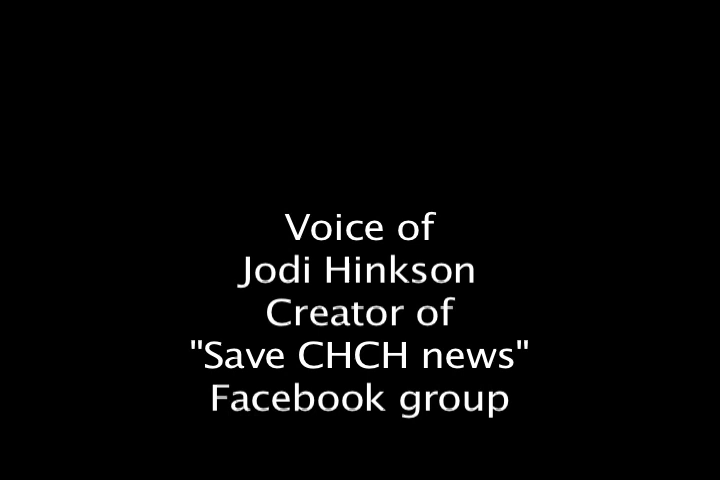 Voice of
Jodi Hinkson
Creator of
"Save CHCH news"
Facebook group